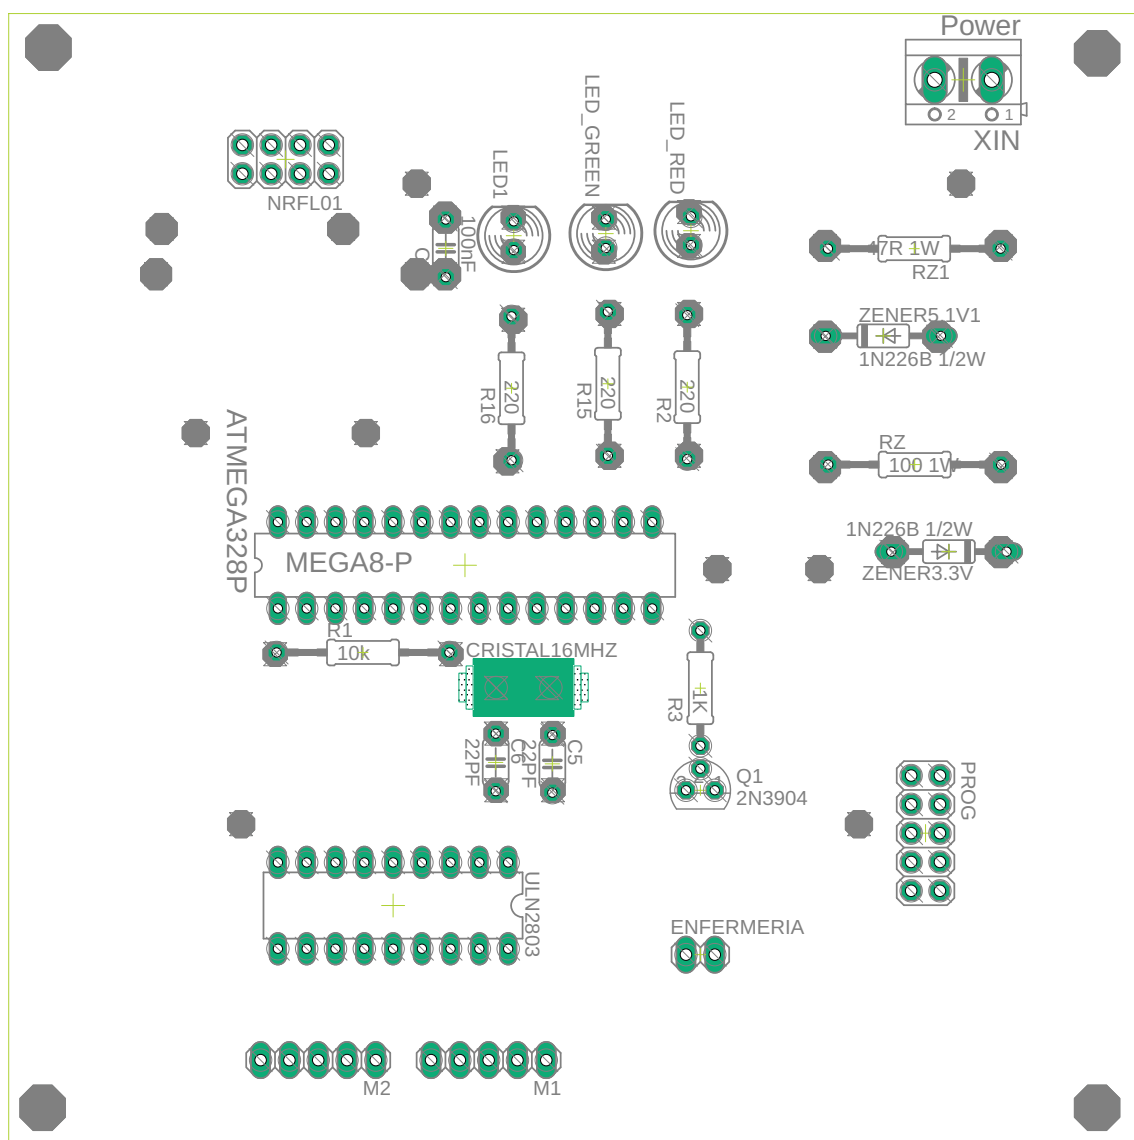 Power
2
1
XIN
NRFL01
LED1
LED_GREEN
LED_RED
100nF
C
47R 1W
RZ1
ZENER5,1V1
1N226B 1/2W
R16
220
R15
220
R2
220
RZ
100 1W
ATMEGA328P
MEGA8-P
1N226B 1/2W
ZENER3.3V
R1
10k
CRISTAL16MHZ
R3
1K
22PF
C6
22PF
C5
Q1
2N3904
PROG
ULN2803
ENFERMERIA
M2
M1